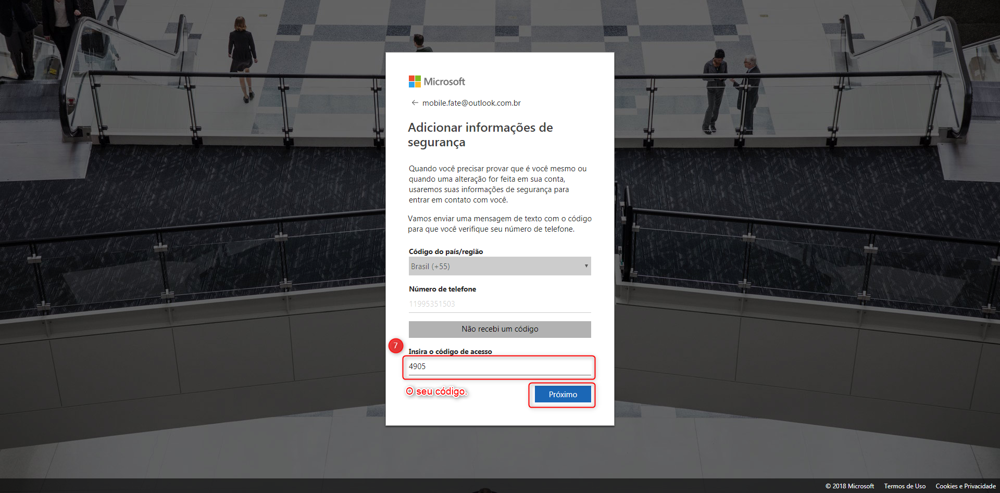 Microsoft
← mobile.fate@outlook.com.br
Adicionar informações de
segurança
Quando você precisar provar que é você mesmo ou
quando uma alteração for feita em sua conta,
usaremos suas informações de segurança para
entrar em contato com você.
Vamos enviar uma mensagem de texto com o código
para que você verifique seu número de telefone.
Código do país/região
Brasil (+55)
Número de telefone
11995351503
Não recebi um código
7
Insira o código de acesso
4905
O seu código.
Próximo
© 2018 Microsoft Termos de Uso Cookies e Privacidade